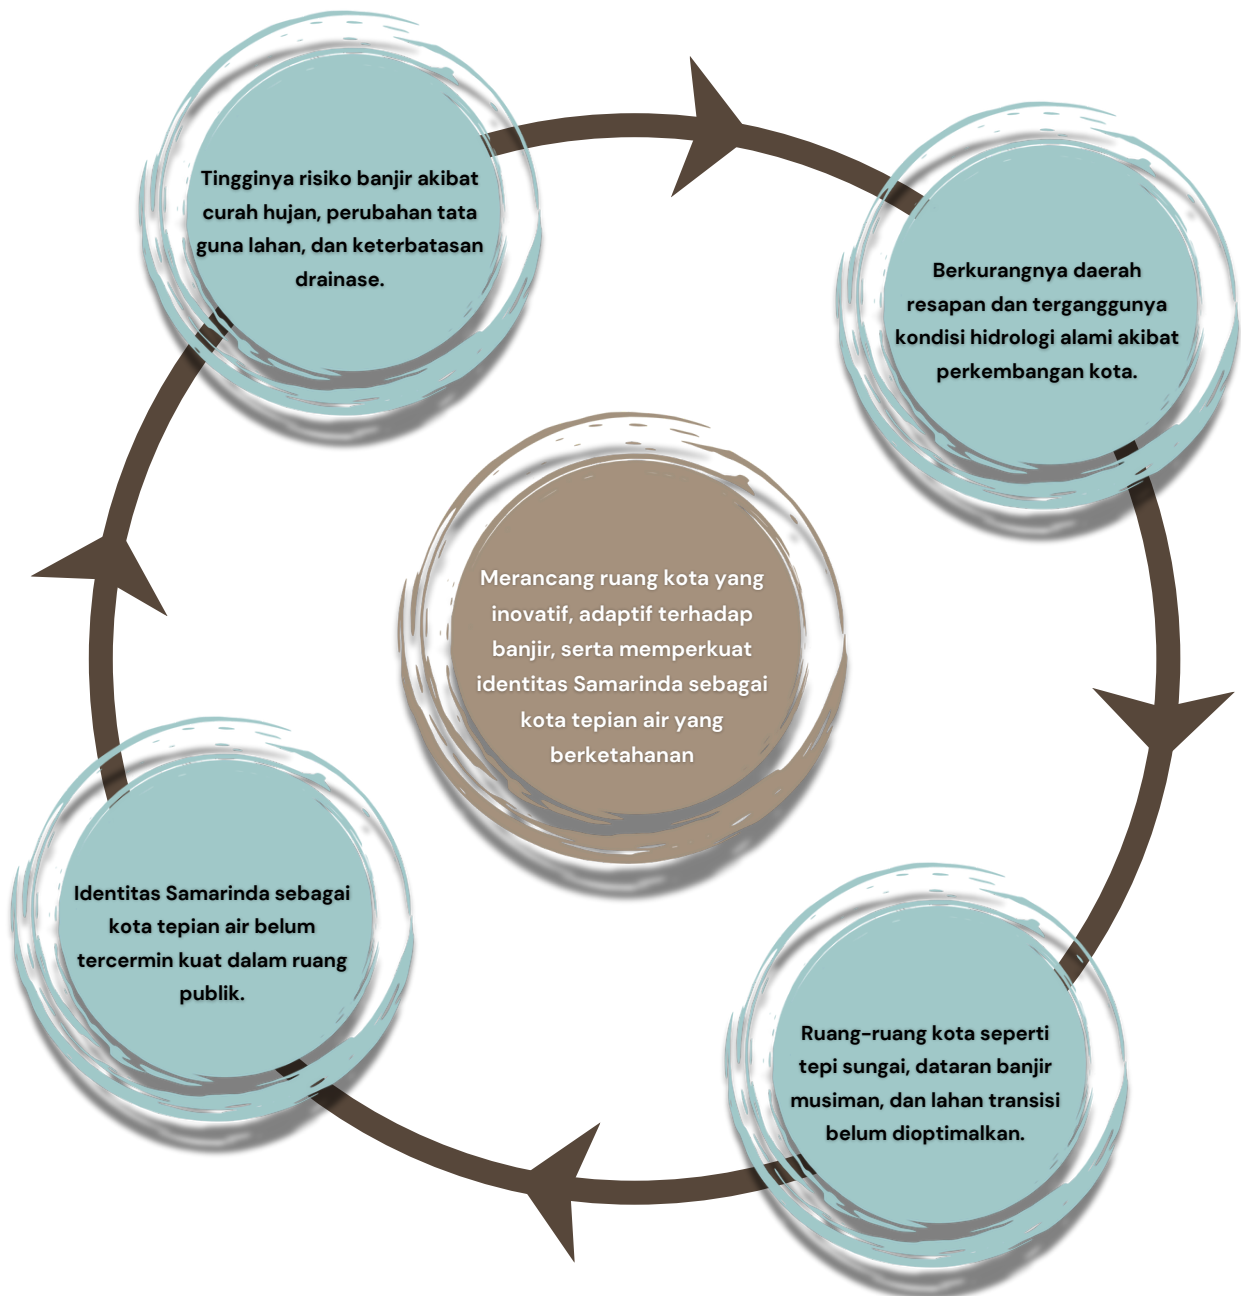 Tingginya risiko banjir akibat
curah hujan, perubahan tata
guna lahan, dan keterbatasan
drainase.
Berkurangnya daerah
resapan dan terganggunya
kondisi hidrologi alami akibat
perkembangan kota.
Merancang ruang kota yang
inovatif, adaptif terhadap
banjir, serta memperkuat
identitas Samarinda sebagai
kota tepian air yang
berketahanan
Identitas Samarinda sebagai
kota tepian air belum
tercermin kuat dalam ruang
publik.
Ruang-ruang kota seperti
tepi sungai, dataran banjir
musiman, dan lahan transisi
belum dioptimalkan.